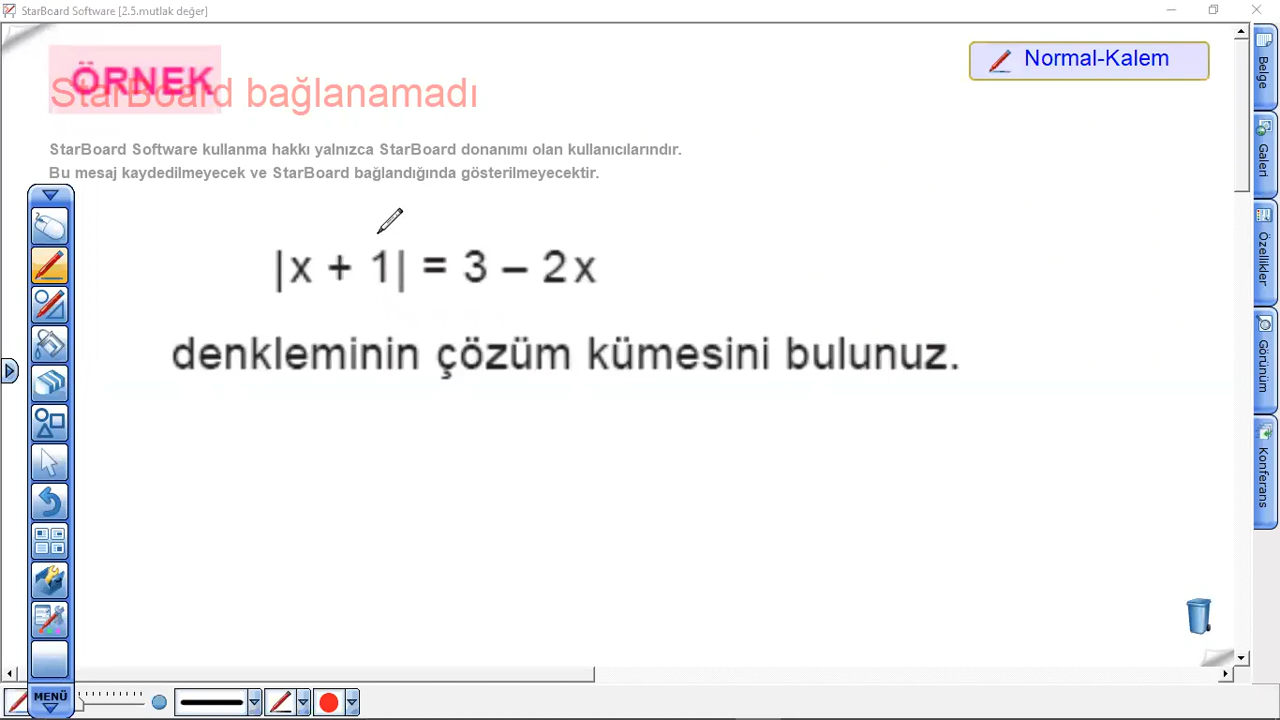 StarBoard Software [2.5.mutlak değer]
ÖRNEK
StarBoard bağlanamadı
Normal-Kalem
StarBoard Software kullanma hakkı yalnızca StarBoard donanımı olan kullanıcılarındır.
Bu mesaj kaydedilmeyecek ve StarBoard bağlandığında gösterilmeyecektir.
|x + 1| = 3 – 2x
denkleminin çözüm kümesini bulunuz.
Belge
Galeri
Özellikler
Görünüm
Konferans
MENÜ